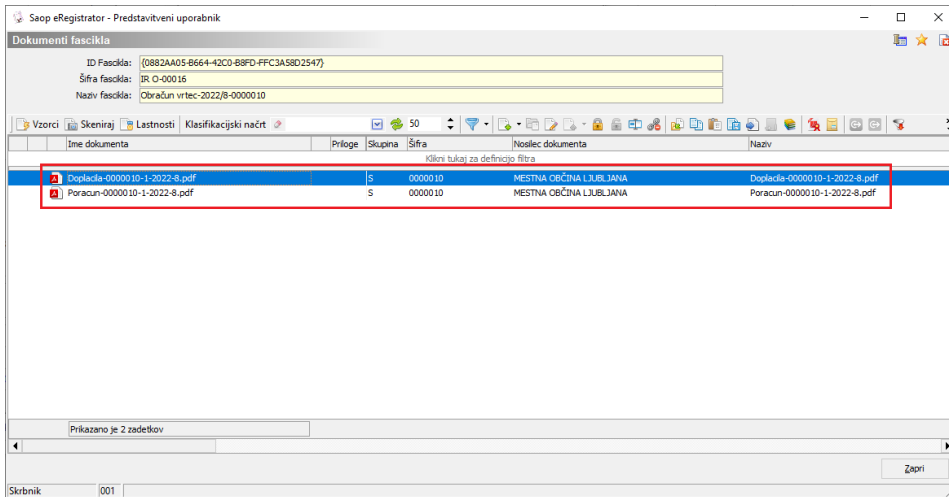 Saop eRegistrator - Predstavitveni uporabnik
Dokumenti fascikla
ID Fascikla: {0882AA05-B664-42C0-B8FD-FFC3A58D2547}
Šifra fascikla: IR O-00016
Naziv fascikla: Obračun vrtec-2022/8-0000010
Vzorci Skeniraj Lastnosti Klasifikacijski načrt 50
Ime dokumenta Priloge Skupina Šifra Nosilec dokumenta Naziv
Klikni tukaj za definicijo filtra
Doplacila-0000010-1-2022-8.pdf S 0000010 MESTNA OBČINA LJUBLJANA Doplacila-0000010-1-2022-8.pdf
Poracun-0000010-1-2022-8.pdf S 0000010 MESTNA OBČINA LJUBLJANA Poracun-0000010-1-2022-8.pdf
Prikazano je 2 zadetkov
Zapri
Skrbnik 001